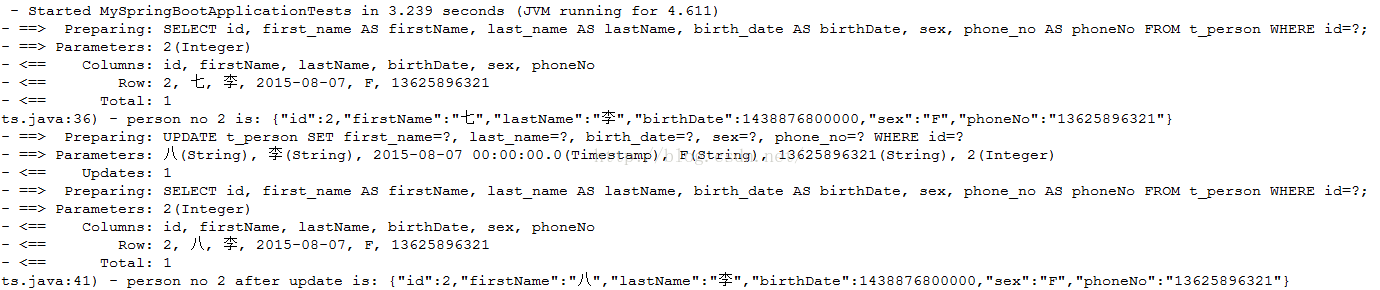 - Started MySpringBootApplicationTests in 3.239 seconds (JVM running for 4.611)
- ==>  Preparing: SELECT id, first_name AS firstName, last_name AS lastName, birth_date AS birthDate, sex, phone_no AS phoneNo FROM t_person WHERE id=?;
- ==> Parameters: 2(Integer)
- <==    Columns: id, firstName, lastName, birthDate, sex, phoneNo
- <==        Row: 2, 七, 李, 2015-08-07, F, 13625896321
- <==      Total: 1
ts.java:36) - person no 2 is: {"id":2,"firstName":"七","lastName":"李","birthDate":1438876800000,"sex":"F","phoneNo":"13625896321"}
- ==>  Preparing: UPDATE t_person SET first_name=?, last_name=?, birth_date=?, sex=?, phone_no=? WHERE id=?
- ==> Parameters: 八(String), 李(String), 2015-08-07 00:00:00.0(Timestamp), F(String), 13625896321(String), 2(Integer)
- <==    Updates: 1
- ==>  Preparing: SELECT id, first_name AS firstName, last_name AS lastName, birth_date AS birthDate, sex, phone_no AS phoneNo FROM t_person WHERE id=?;
- ==> Parameters: 2(Integer)
- <==    Columns: id, firstName, lastName, birthDate, sex, phoneNo
- <==        Row: 2, 八, 李, 2015-08-07, F, 13625896321
- <==      Total: 1
ts.java:41) - person no 2 after update is: {"id":2,"firstName":"八","lastName":"李","birthDate":1438876800000,"sex":"F","phoneNo":"13625896321"}